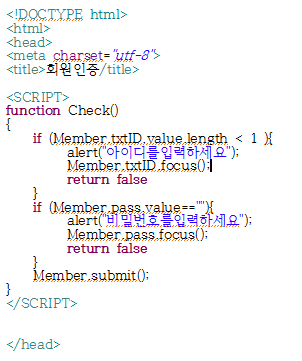 <!DOCTYPE html>
<html>
<head>
<meta charset="utf-8">
<title>회원인증/title>
<SCRIPT>
function Check()
{
if (Member.txtID.value.length < 1 ){
alert("아이디를입력하세요");
Member.txtID.focus();
return false
}
if (Member.pass.value==""){
alert("비밀번호를입력하세요");
Member.pass.focus();
return false
}
Member.submit();
}
</SCRIPT>
</head>